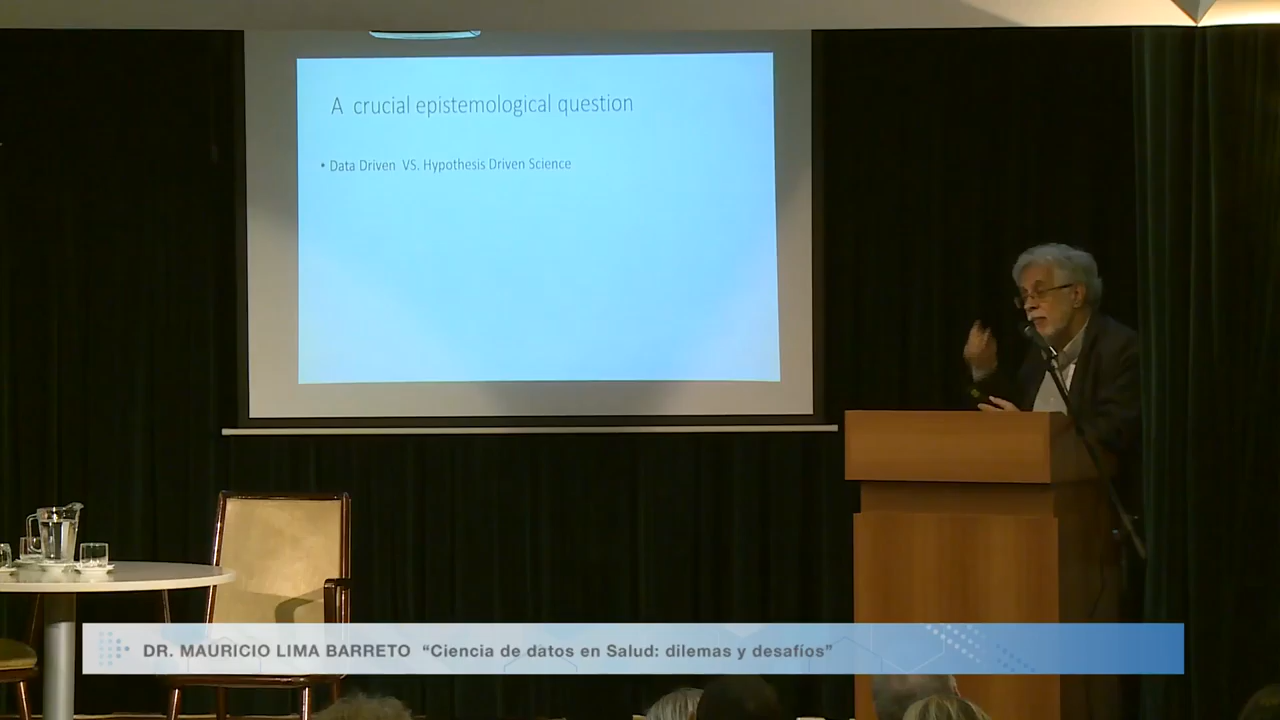 A crucial epistemological question
• Data Driven VS. Hypothesis Driven Science
DR. MAURICIO LIMA BARRETO “Ciencia de datos en Salud: dilemas y desafíos”